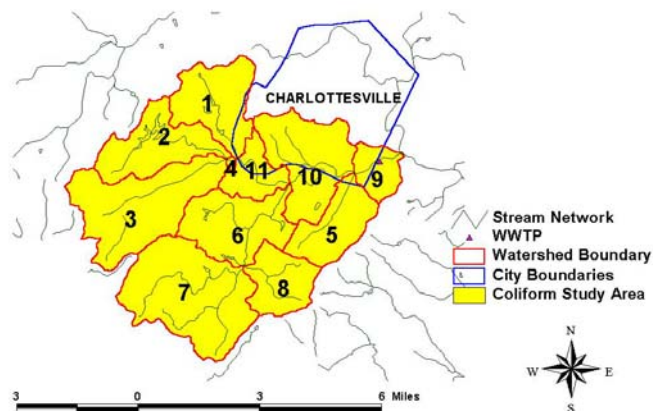 CHARLOTTESVILLE
1
2
4
11
10
9
3
6
5
7
8
Stream Network
WWTP
Watershed Boundary
City Boundaries
Coliform Study Area
N
W
E
S
3 0 3 6 Miles